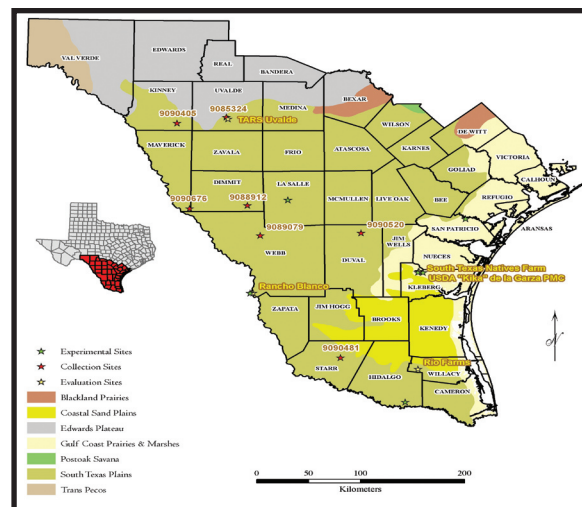 EDWARDS
VAL VERDE
REAL
BANDERA
KINNEY
UVALDE
9085324
MEDINA
BEXAR
9090405
TARS Uvalde
WILSON
DE WITT
MAVERICK
ZAVALA
FRIO
ATASCOSA
KARNES
VICTORIA
GOLIAD
CALHOUN
DIMMIT
LA SALLE
MCMULLEN
LIVE OAK
BEE
REFUGIO
9090676
9088912
ARANSAS
SAN PATRICIO
9089079
9090520
WEBB
DUVAL
JIM
WELLS
NUECES
South Texas Natives Farm
USDA "Kika" de la Garza PMC
KLEBERG
Rancho Blanco
ZAPATA
JIM HOGG
BROOKS
KENEDY
9090481
STARR
Rio Farms
WILLACY
HIDALGO
CAMERON
N
Experimental Sites
Collection Sites
Evaluation Sites
Blackland Prairies
Coastal Sand Plains
Edwards Plateau
Gulf Coast Prairies & Marshes
Postoak Savana
South Texas Plains
Trans Pecos
0 50 100 200
Kilometers